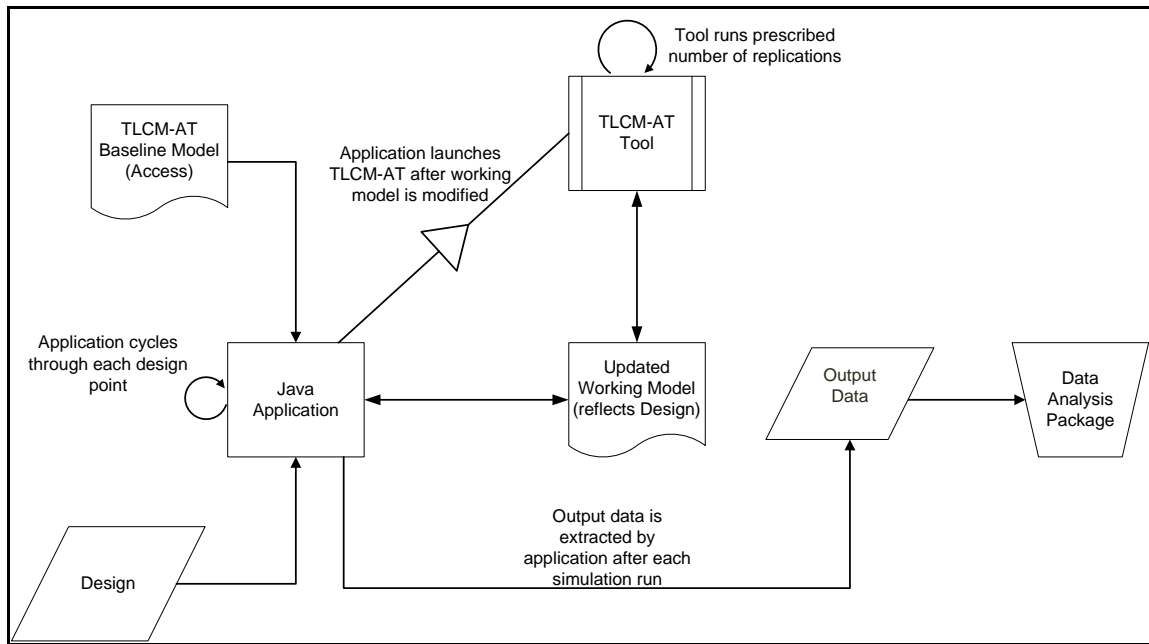 Tool runs prescribed
number of replications
TLCM-AT
Baseline Model
(Access)
TLCM-AT
Tool
Application launches
TLCM-AT after working
model is modified
Application cycles
through each design
point
Java
Application
Updated
Working Model
(reflects Design)
Output
Data
Data
Analysis
Package
Design
Output data is
extracted by
application after each
simulation run